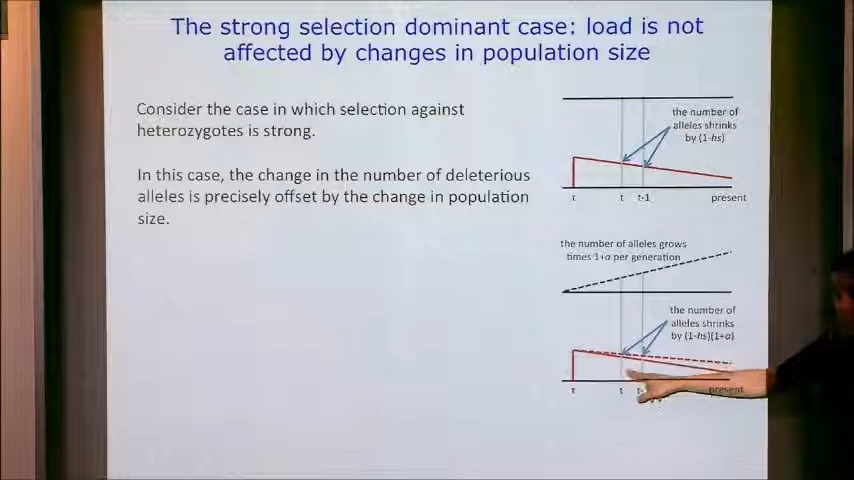 The strong selection dominant case: load is not
affected by changes in population size
Consider the case in which selection against
heterozygotes is strong.
In this case, the change in the number of deleterious
alleles is precisely offset by the change in population
size.
the number of
alleles shrinks
by (1-hs)
τ t t-1 present
the number of alleles grows
times 1+α per generation
the number of
alleles shrinks
by (1-hs)(1+α)
τ t present